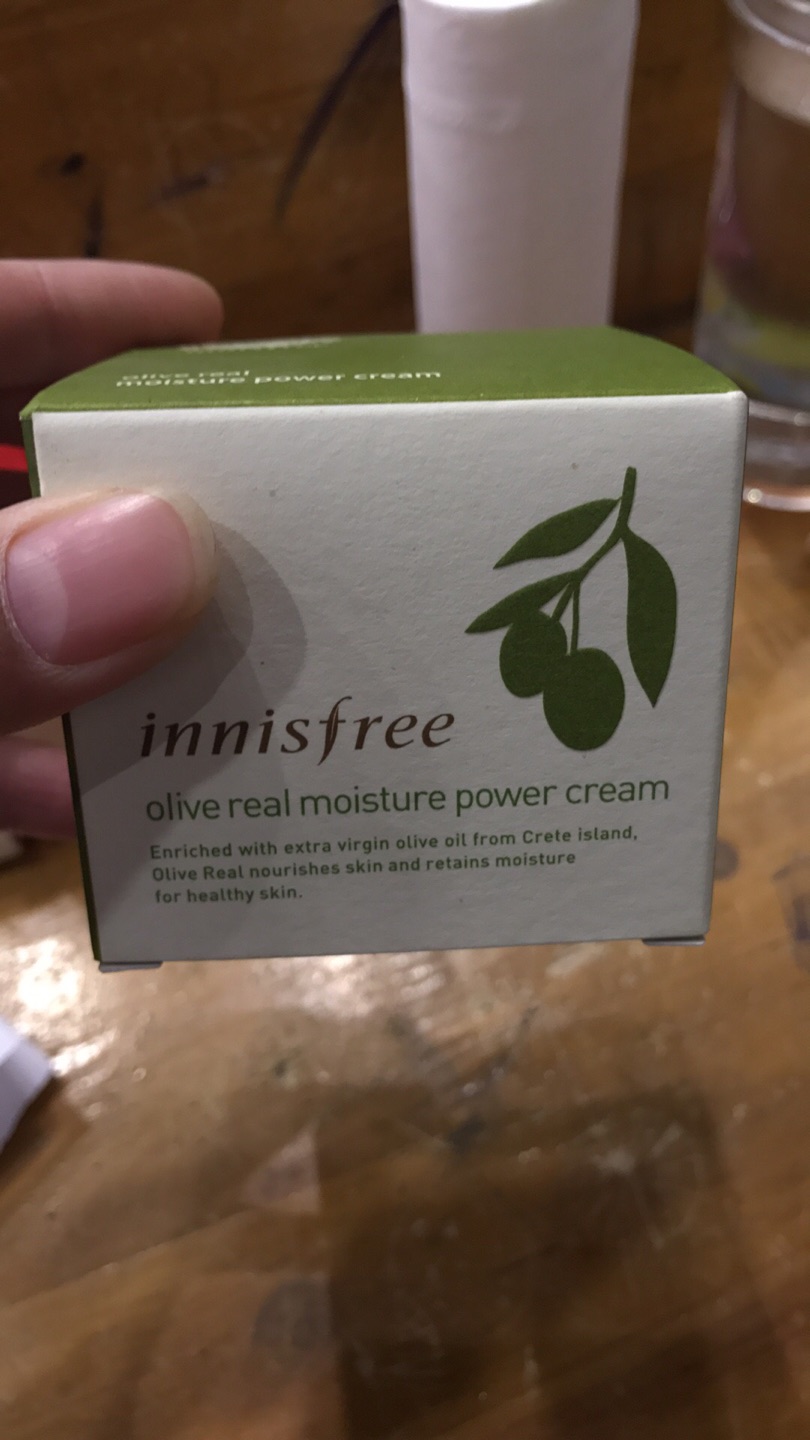 olive real
moisture power cream
innisfree
olive real moisture power cream
Enriched with extra virgin olive oil from Crete island,
Olive Real nourishes skin and retains moisture
for healthy skin.